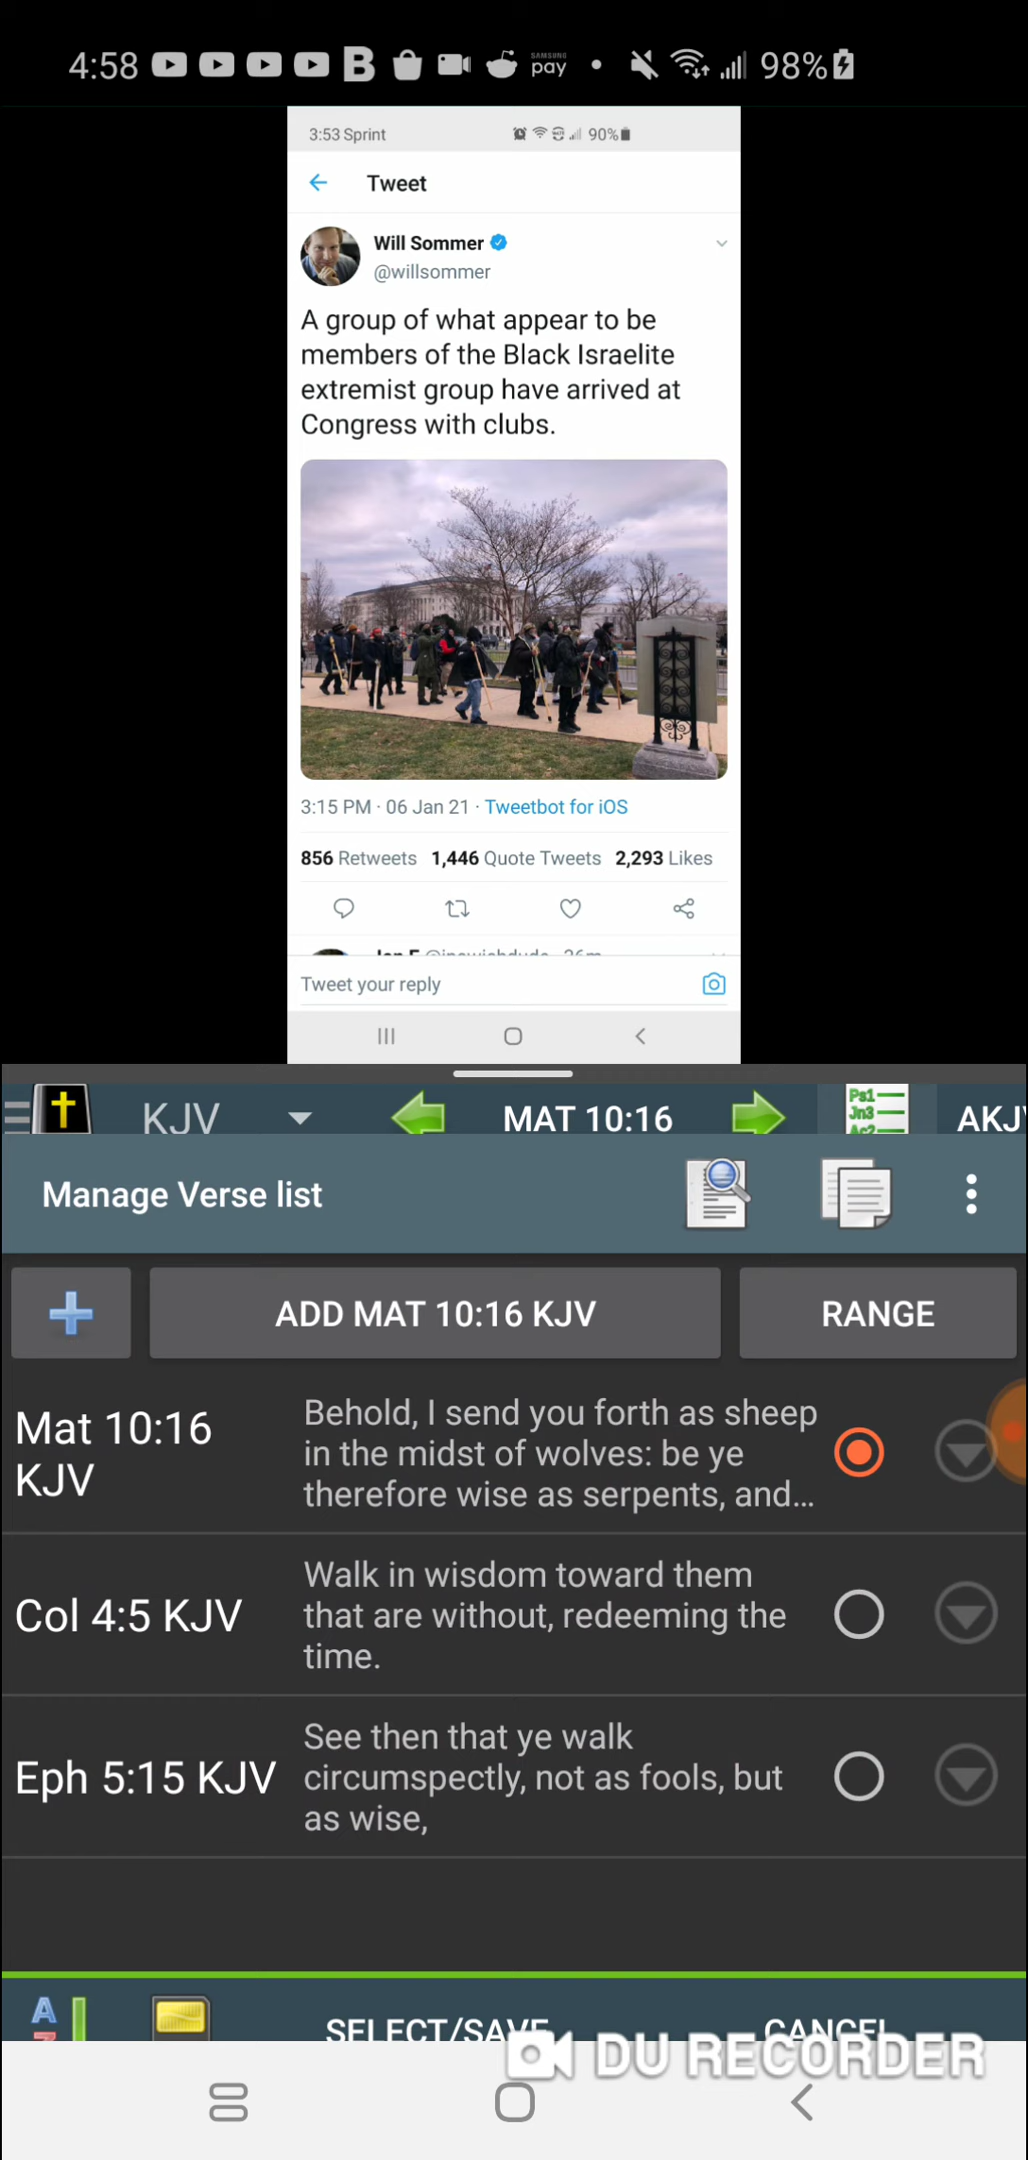 4:58 B SAMSUNG pay 98%
3:53 Sprint 90%
Tweet
Will Sommer
@willsommer
A group of what appear to be
members of the Black Israelite
extremist group have arrived at
Congress with clubs.
3:15 PM · 06 Jan 21 · Tweetbot for iOS
856 Retweets 1,446 Quote Tweets 2,293 Likes
Tweet your reply
KJV MAT 10:16 Ps1 Jn3 Ac2 AKJ
Manage Verse list
ADD MAT 10:16 KJV RANGE
Mat 10:16
KJV
Behold, I send you forth as sheep
in the midst of wolves: be ye
therefore wise as serpents, and...
Col 4:5 KJV
Walk in wisdom toward them
that are without, redeeming the
time.
Eph 5:15 KJV
See then that ye walk
circumspectly, not as fools, but
as wise,
A
SELECT/SAVE CANCEL
DU RECORDER